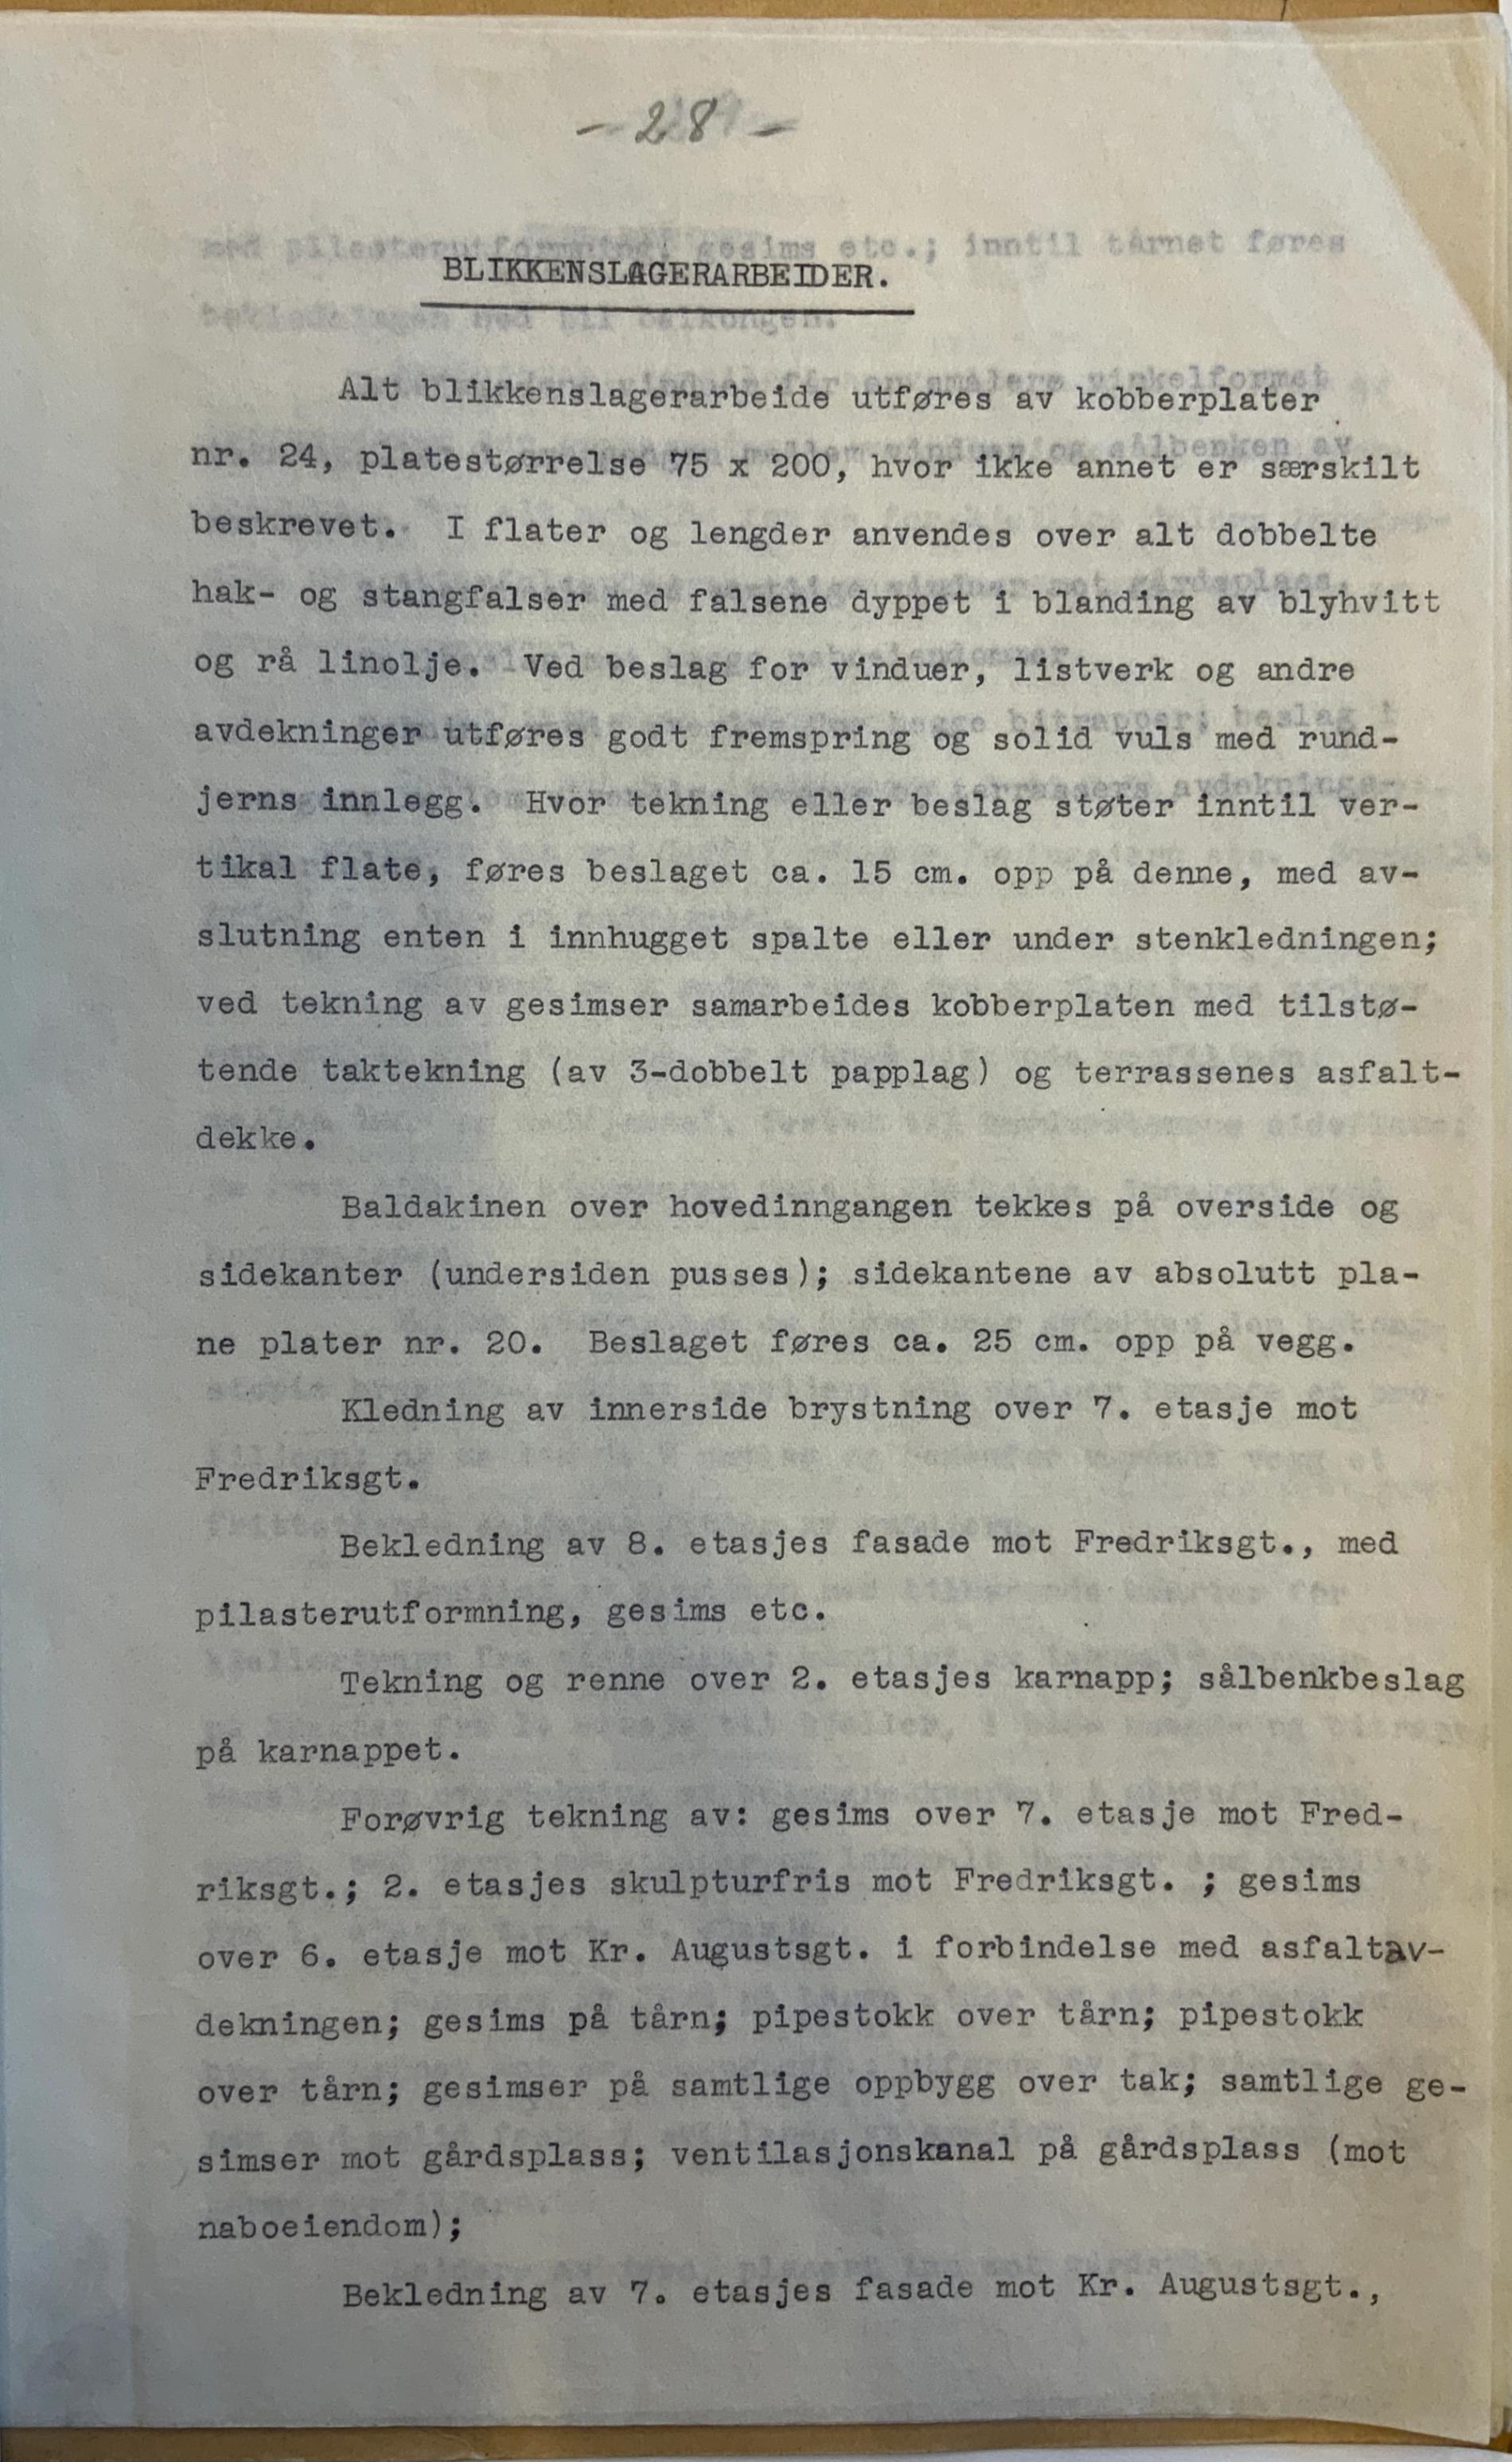 - 28 -
BLIKKENSLAGERARBEIDER.
Alt blikkenslagerarbeide utføres av kobberplater
nr. 24, platestørrelse 75 x 200, hvor ikke annet er særskilt
beskrevet. I flater og lengder anvendes over alt dobbelte
hak- og stangfalser med falsene dyppet i blanding av blyhvitt
og rå linolje. Ved beslag for vinduer, listverk og andre
avdekninger utføres godt fremspring og solid vuls med rund-
jerns innlegg. Hvor tekning eller beslag støter inntil ver-
tikal flate, føres beslaget ca. 15 cm. opp på denne, med av-
slutning enten i innhugget spalte eller under stenkledningen;
ved tekning av gesimser samarbeides kobberplaten med tilstø-
tende taktekning (av 3-dobbelt papplag) og terrassenes asfalt-
dekke.
Baldakinen over hovedinngangen tekkes på overside og
sidekanter (undersiden pusses); sidekantene av absolutt pla-
ne plater nr. 20. Beslaget føres ca. 25 cm. opp på vegg.
Kledning av innerside brystning over 7. etasje mot
Fredriksgt.
Bekledning av 8. etasjes fasade mot Fredriksgt., med
pilasterutformning, gesims etc.
Tekning og renne over 2. etasjes karnapp; sålbenkbeslag
på karnappet.
Forøvrig tekning av: gesims over 7. etasje mot Fred-
riksgt.; 2. etasjes skulpturfris mot Fredriksgt. ; gesims
over 6. etasje mot Kr. Augustsgt. i forbindelse med asfaltav-
dekningen; gesims på tårn; pipestokk over tårn; pipestokk
over tårn; gesimser på samtlige oppbygg over tak; samtlige ge-
simser mot gårdsplass; ventilasjonskanal på gårdsplass (mot
naboeiendom);
Bekledning av 7. etasjes fasade mot Kr. Augustsgt.,